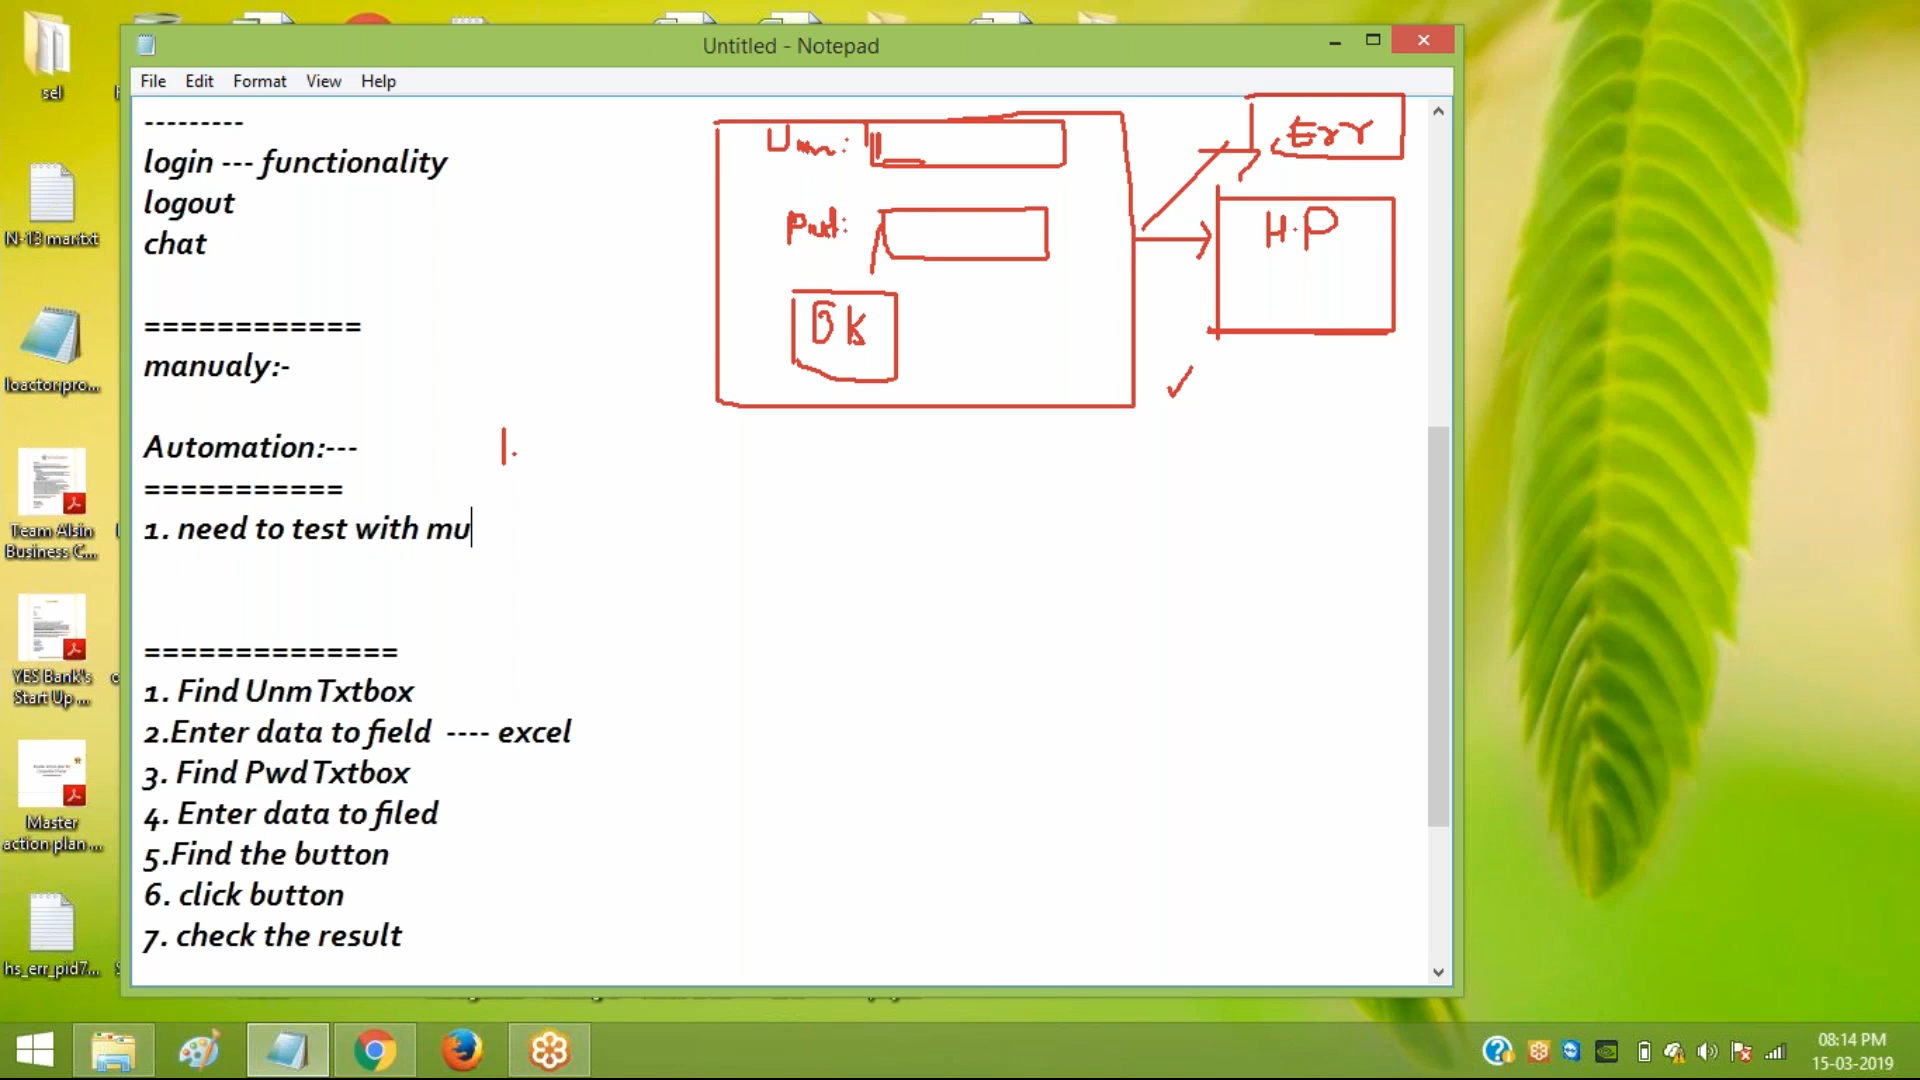 sel
N-13 mar.txt
loactor.pro...
Team Alsin
Business C...
YES Bank's
Start Up ...
Master
action plan ...
hs_err_pid7...
Untitled - Notepad
File Edit Format View Help
---------
login --- functionality
logout
chat
============
manualy:-
Automation:---
===========
1. need to test with mu
==============
1. Find Unm Txtbox
2.Enter data to field ---- excel
3. Find Pwd Txtbox
4. Enter data to filed
5.Find the button
6. click button
7. check the result
Unm:
Pwd:
OK
Err
H.P
1.
08:14 PM
15-03-2019